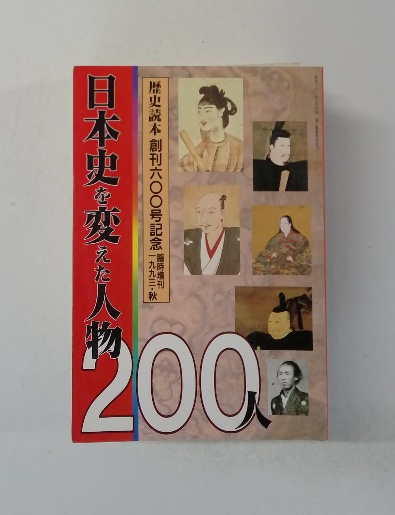 日本史を変えた人物
200人
歴史読本 創刊六〇〇号記念
臨時増刊
一九九三・秋